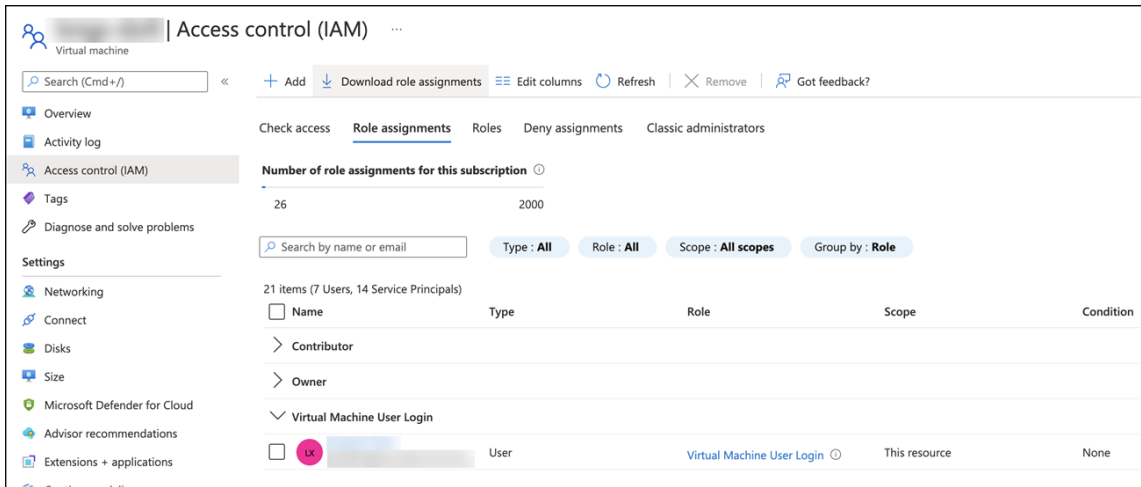 | Access control (IAM) ...
Virtual machine
Search (Cmd+/) «
Add Download role assignments Edit columns Refresh Remove Got feedback?
Overview
Activity log
Access control (IAM)
Tags
Diagnose and solve problems
Settings
Networking
Connect
Disks
Size
Microsoft Defender for Cloud
Advisor recommendations
Extensions + applications
Check access Role assignments Roles Deny assignments Classic administrators
Number of role assignments for this subscription
26 2000
Search by name or email Type : All Role : All Scope : All scopes Group by : Role
21 items (7 Users, 14 Service Principals)
Name Type Role Scope Condition
Contributor
Owner
Virtual Machine User Login
LX User Virtual Machine User Login This resource None